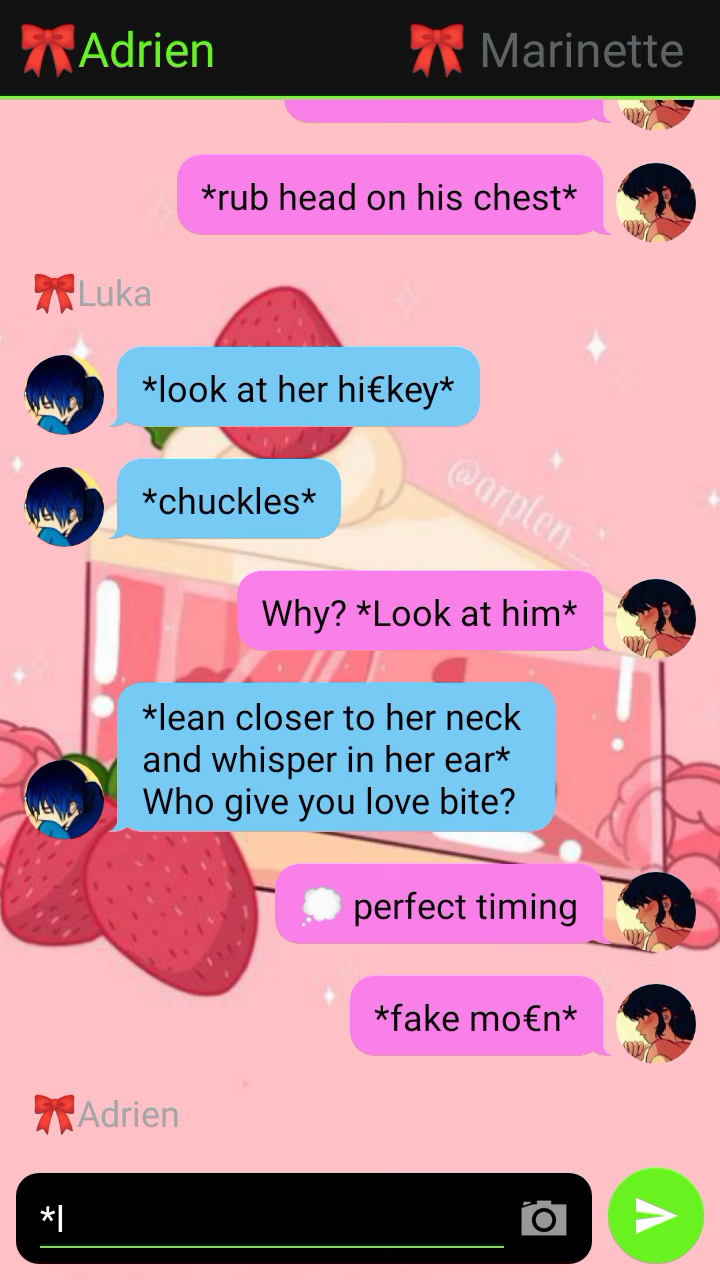 🎀Adrien
🎀 Marinette
*rub head on his chest*
🎀Luka
*look at her hi€key*
*chuckles*
@arplen_
Why? *Look at him*
*lean closer to her neck
and whisper in her ear*
Who give you love bite?
💭 perfect timing
*fake mo€n*
🎀Adrien
*|